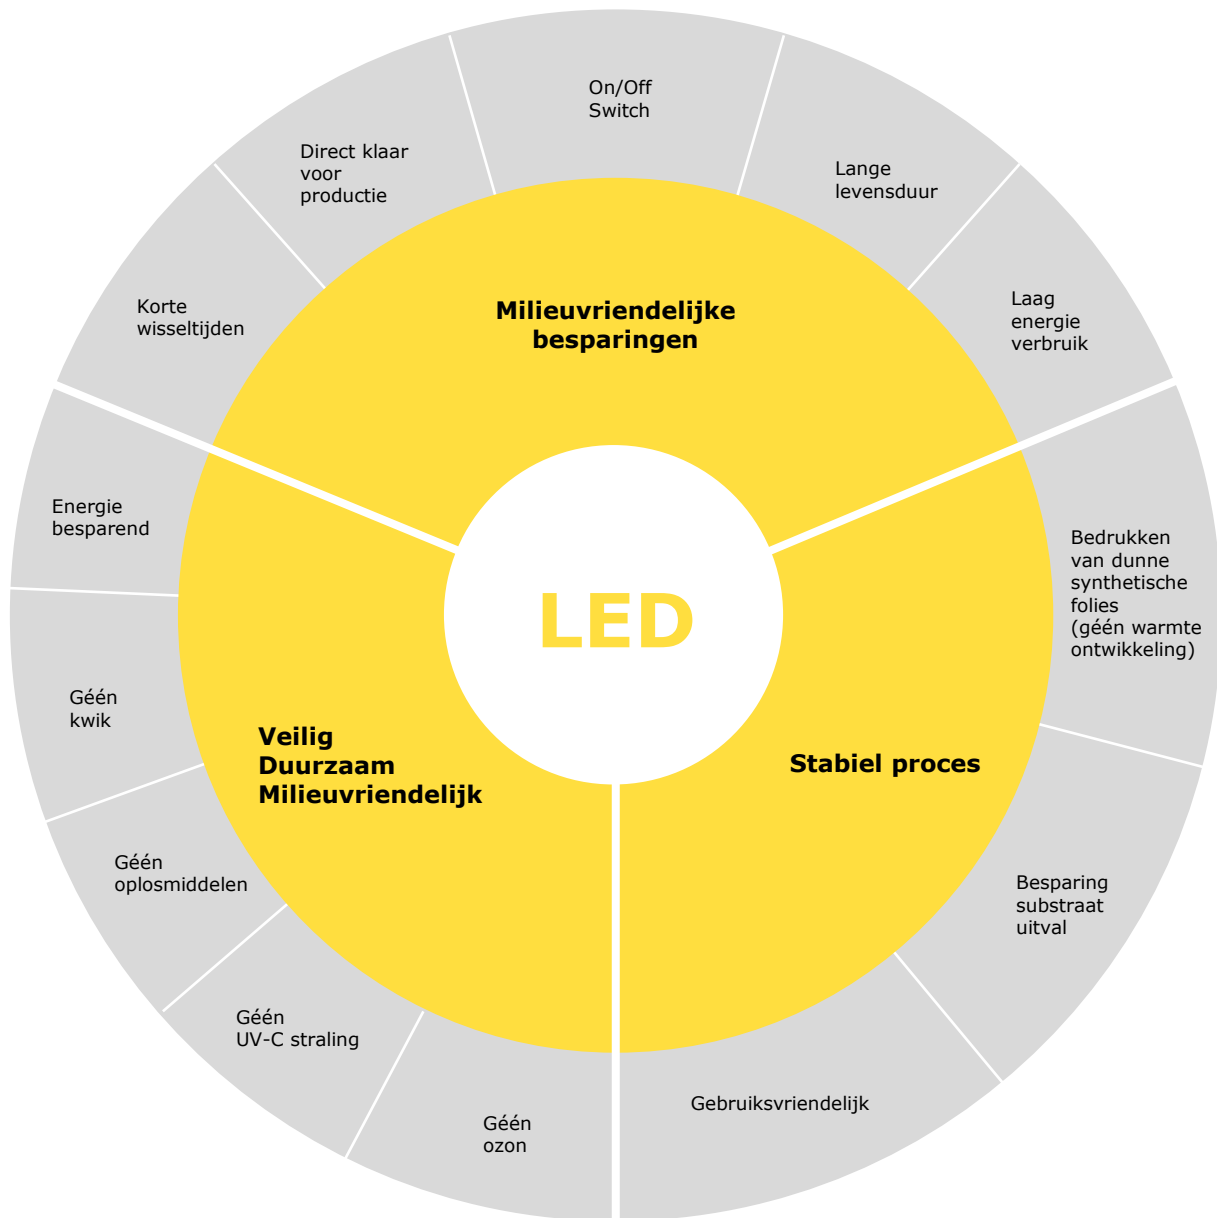 On/Off
Switch
Direct klaar
voor
productie
Lange
levensduur
Korte
wisseltijden
Laag
energie
verbruik
Milieuvriendelijke
besparingen
Energie
besparend
Bedrukken
van dunne
synthetische
folies
(géén warmte
ontwikkeling)
LED
Géén
kwik
Veilig
Duurzaam
Milieuvriendelijk
Stabiel proces
Géén
oplosmiddelen
Besparing
substraat
uitval
Géén
UV-C straling
Gebruiksvriendelijk
Géén
ozon